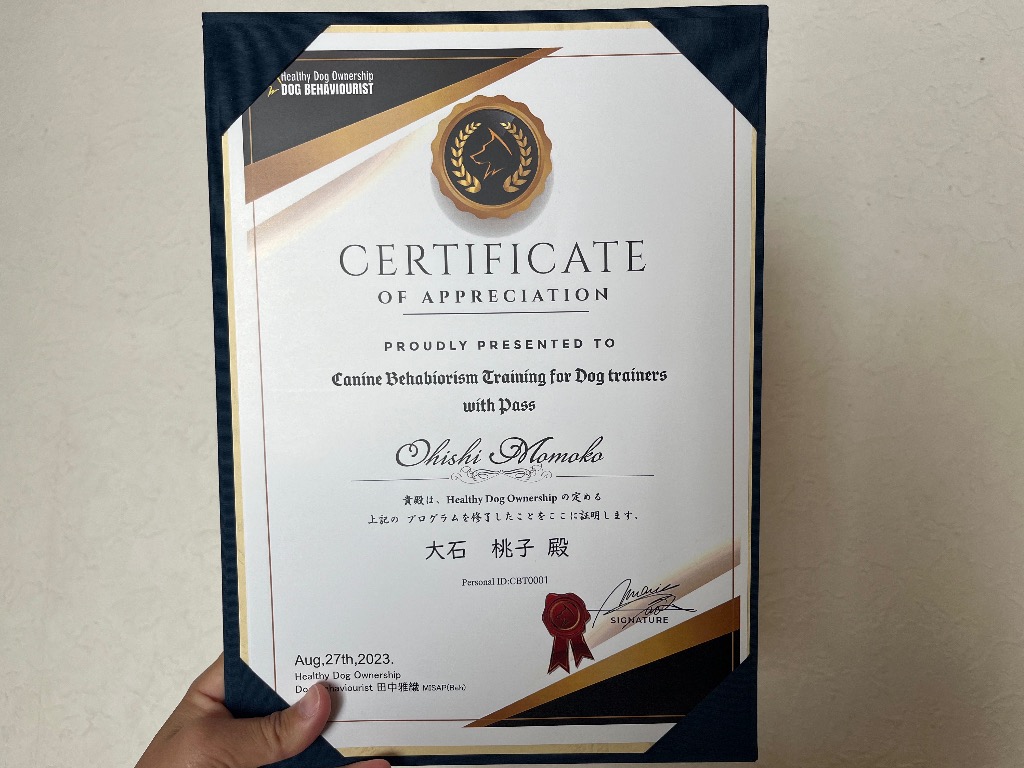 Healthy Dog Ownership
DOG BEHAVIOURIST
CERTIFICATE
OF APPRECIATION
PROUDLY PRESENTED TO
Canine Behabiorism Training for Dog trainers
with Pass
Ohishi Momoko
貴殿は、Healthy Dog Ownership の定める
上記の プログラムを修了したことをここに証明します、
大石 桃子 殿
Personal ID:CBT0001
SIGNATURE
Aug,27th,2023.
Healthy Dog Ownership
田中雅織 MISAP(Beh)